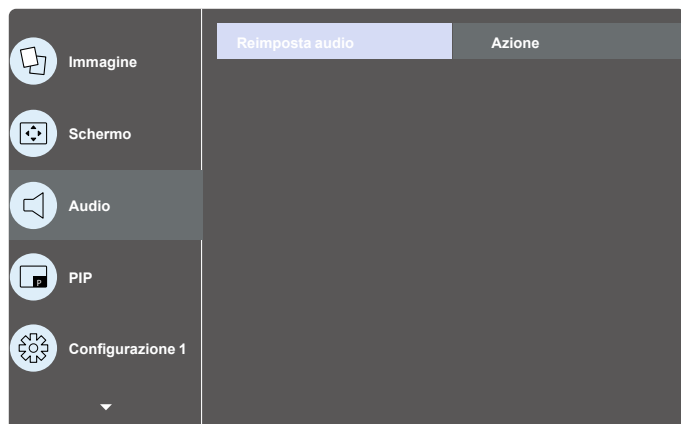 Immagine
Schermo
Audio
PIP
P
Configurazione 1
Reimposta audio
Azione